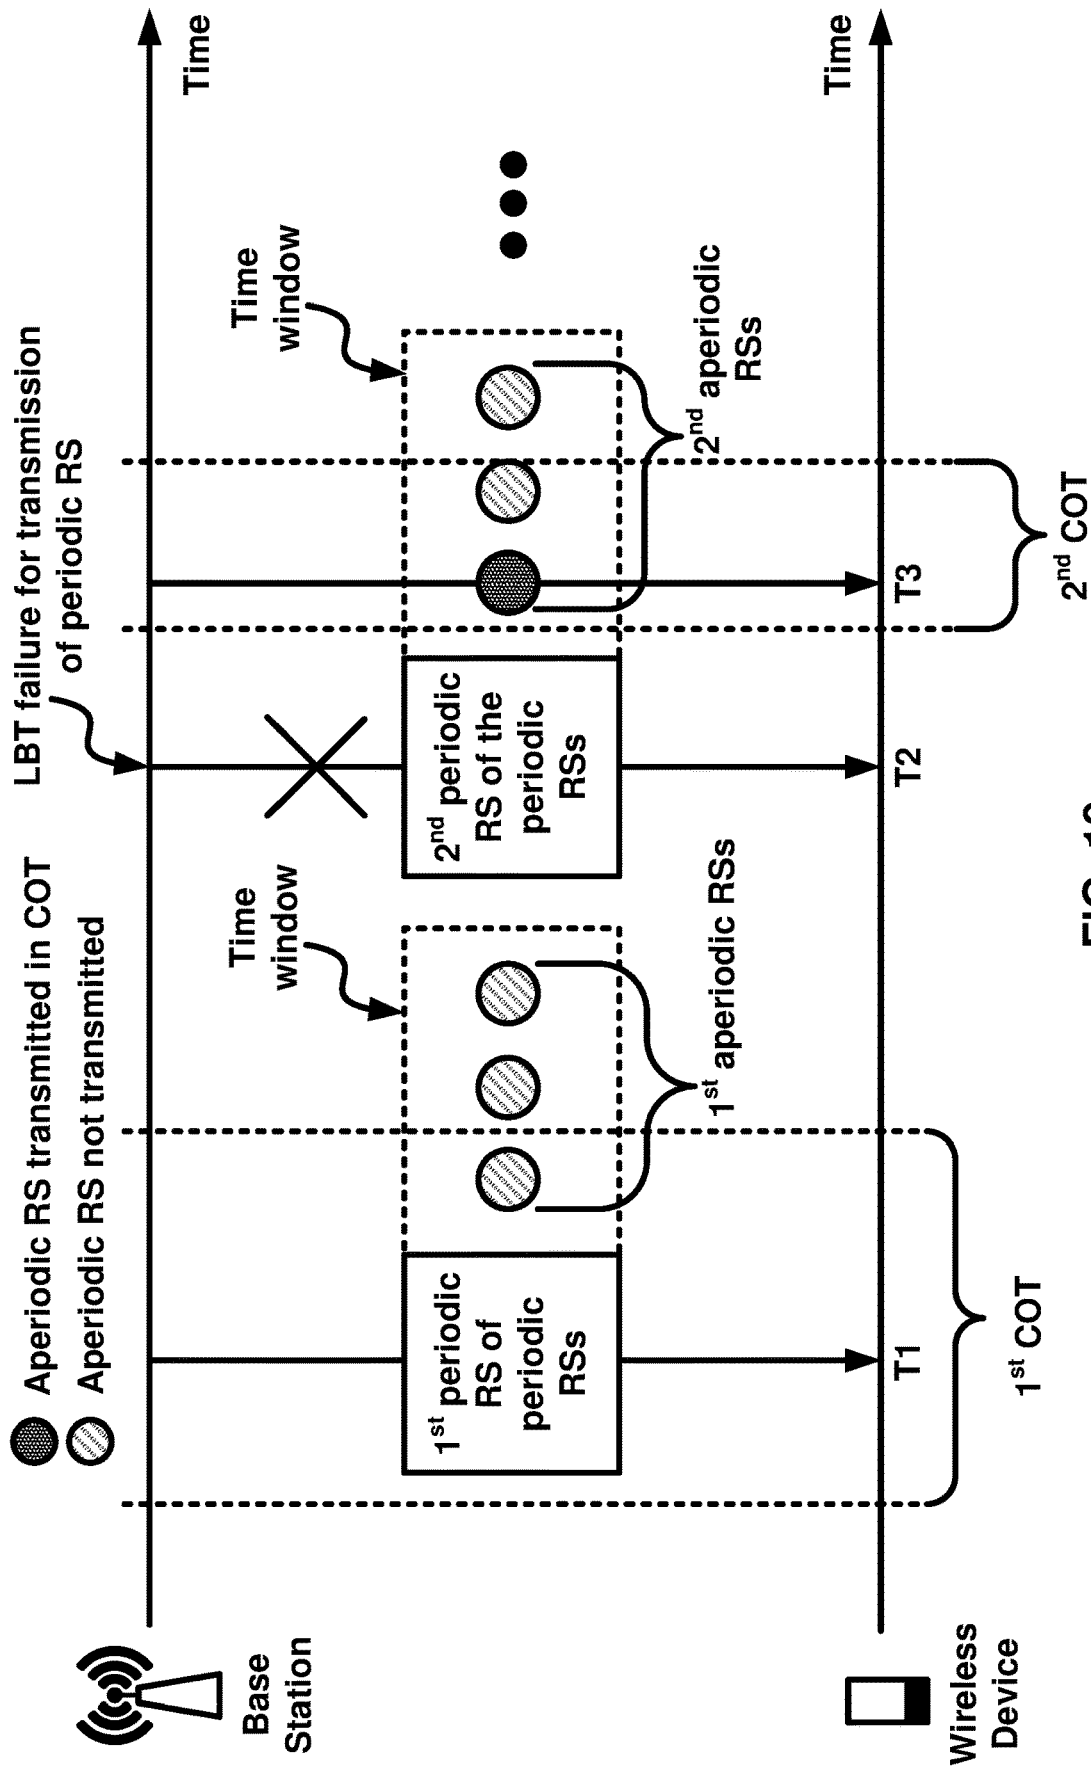 Aperiodic RS transmitted in COT
Aperiodic RS not transmitted
LBT failure for transmission
of periodic RS
Base
Station
Time
Time
window
Time
window
1st periodic
RS of
periodic
RSs
2nd periodic
RS of the
periodic
RSs
1st aperiodic RSs
2nd aperiodic
RSs
Wireless
Device
T1
T2
T3
Time
1st COT
2nd COT